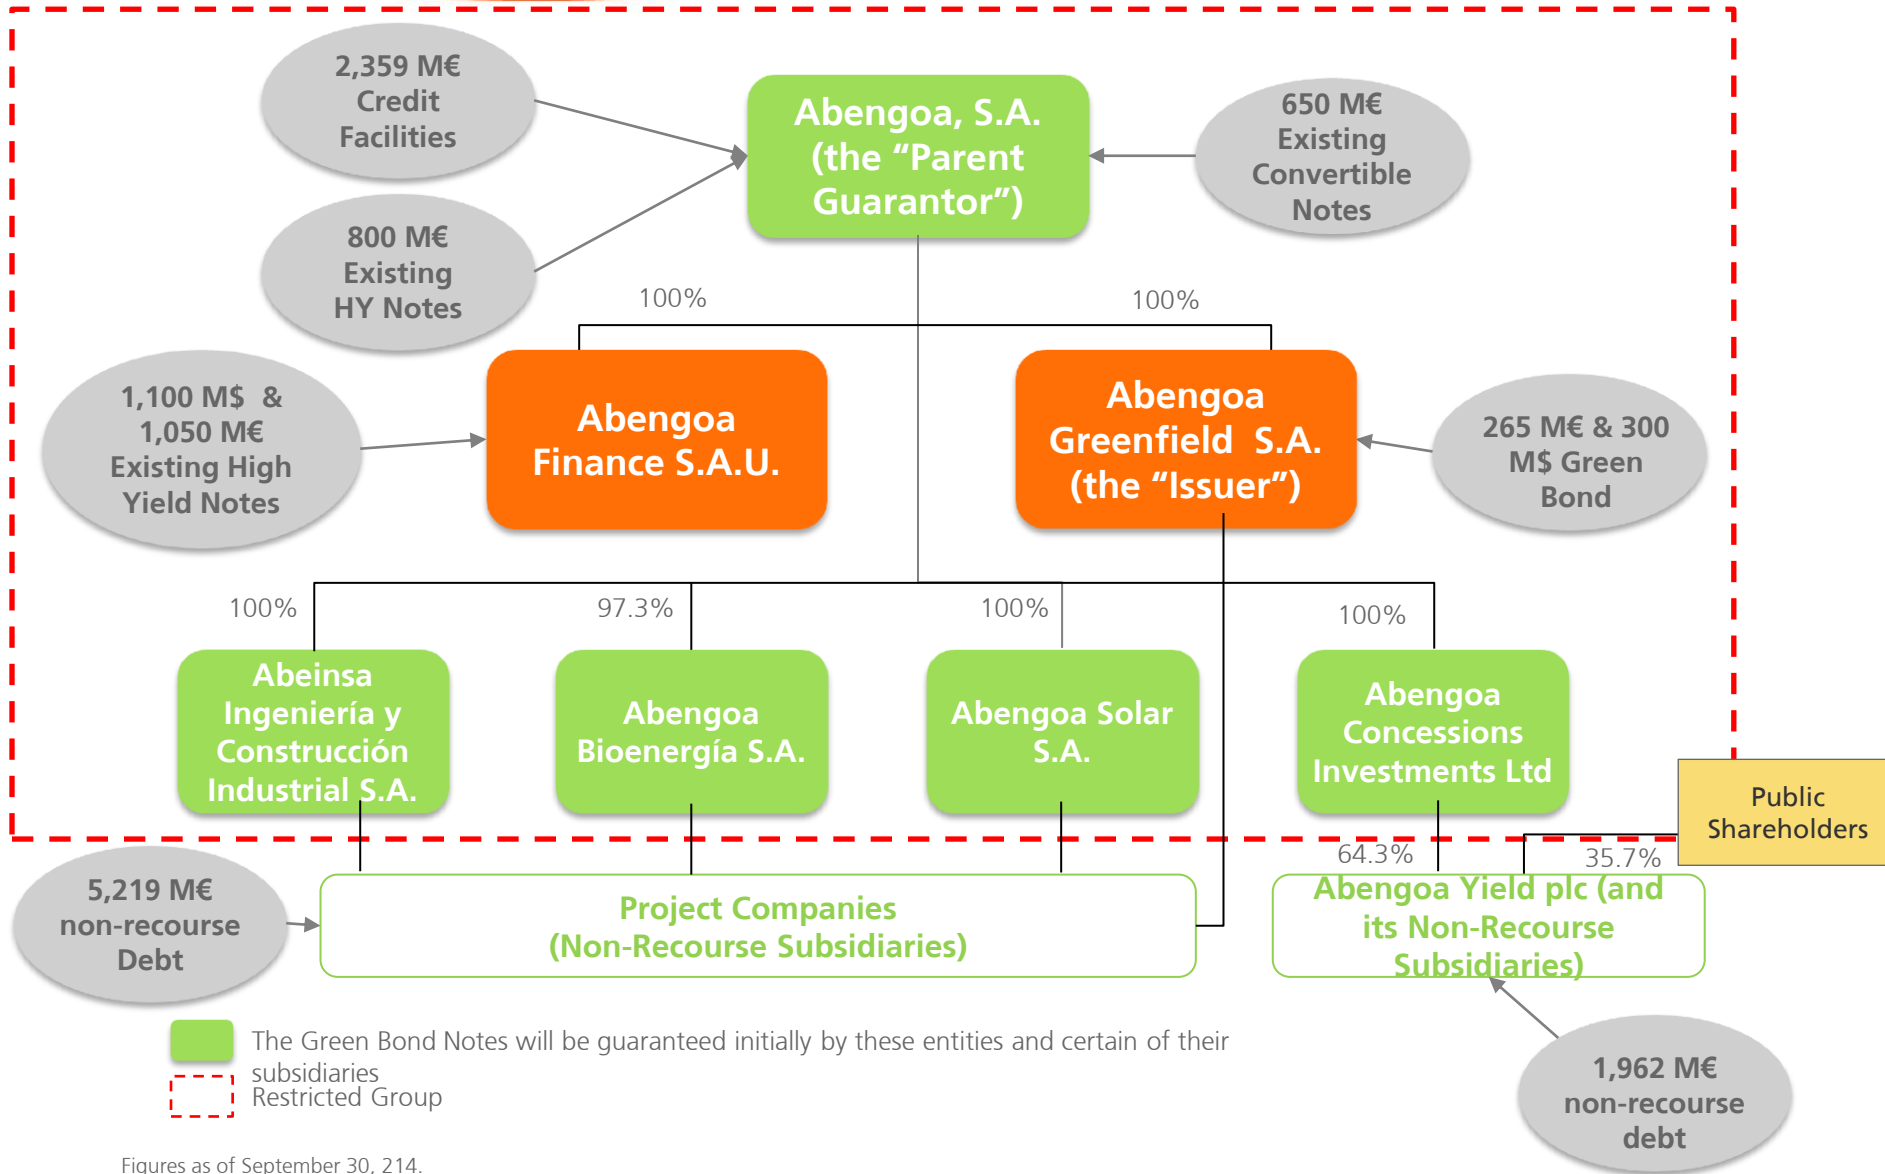 2,359 M€
Credit
Facilities
Abengoa, S.A.
(the “Parent
Guarantor”)
650 M€
Existing
Convertible
Notes
800 M€
Existing
HY Notes
100%
100%
1,100 M$ &
1,050 M€
Existing High
Yield Notes
Abengoa
Finance S.A.U.
Abengoa
Greenfield S.A.
(the “Issuer”)
265 M€ & 300
M$ Green
Bond
100%
97.3%
100%
100%
Abeinsa
Ingeniería y
Construcción
Industrial S.A.
Abengoa
Bioenergía S.A.
Abengoa Solar
S.A.
Abengoa
Concessions
Investments Ltd
Public
Shareholders
64.3%
35.7%
5,219 M€
non-recourse
Debt
Project Companies
(Non-Recourse Subsidiaries)
Abengoa Yield plc (and
its Non-Recourse
Subsidiaries)
1,962 M€
non-recourse
debt
The Green Bond Notes will be guaranteed initially by these entities and certain of their
subsidiaries
Restricted Group
Figures as of September 30, 214.